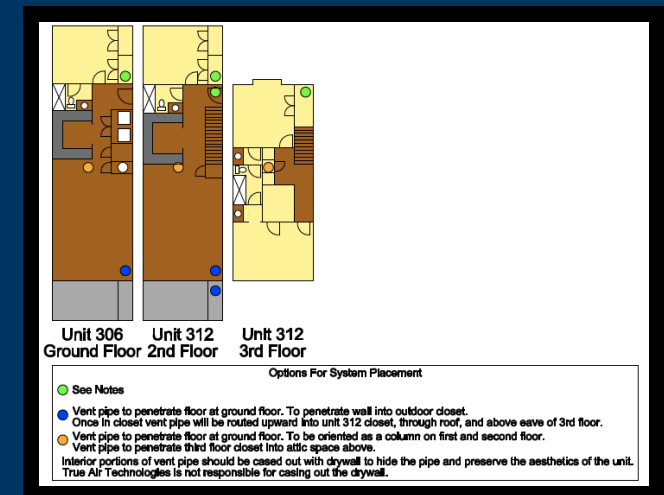 Unit 306 Unit 312 Unit 312
Ground Floor 2nd Floor 3rd Floor
Options For System Placement
See Notes
Vent pipe to penetrate floor at ground floor. To penetrate wall into outdoor closet.
Once in closet vent pipe will be routed upward into unit 312 closet, through roof, and above eave of 3rd floor.
Vent pipe to penetrate floor at ground floor. To be oriented as a column on first and second floor.
Vent pipe to penetrate third floor closet into attic space above.
Interior portions of vent pipe should be cased out with drywall to hide the pipe and preserve the aesthetics of the unit.
True Air Technologies is not responsible for casing out the drywall.